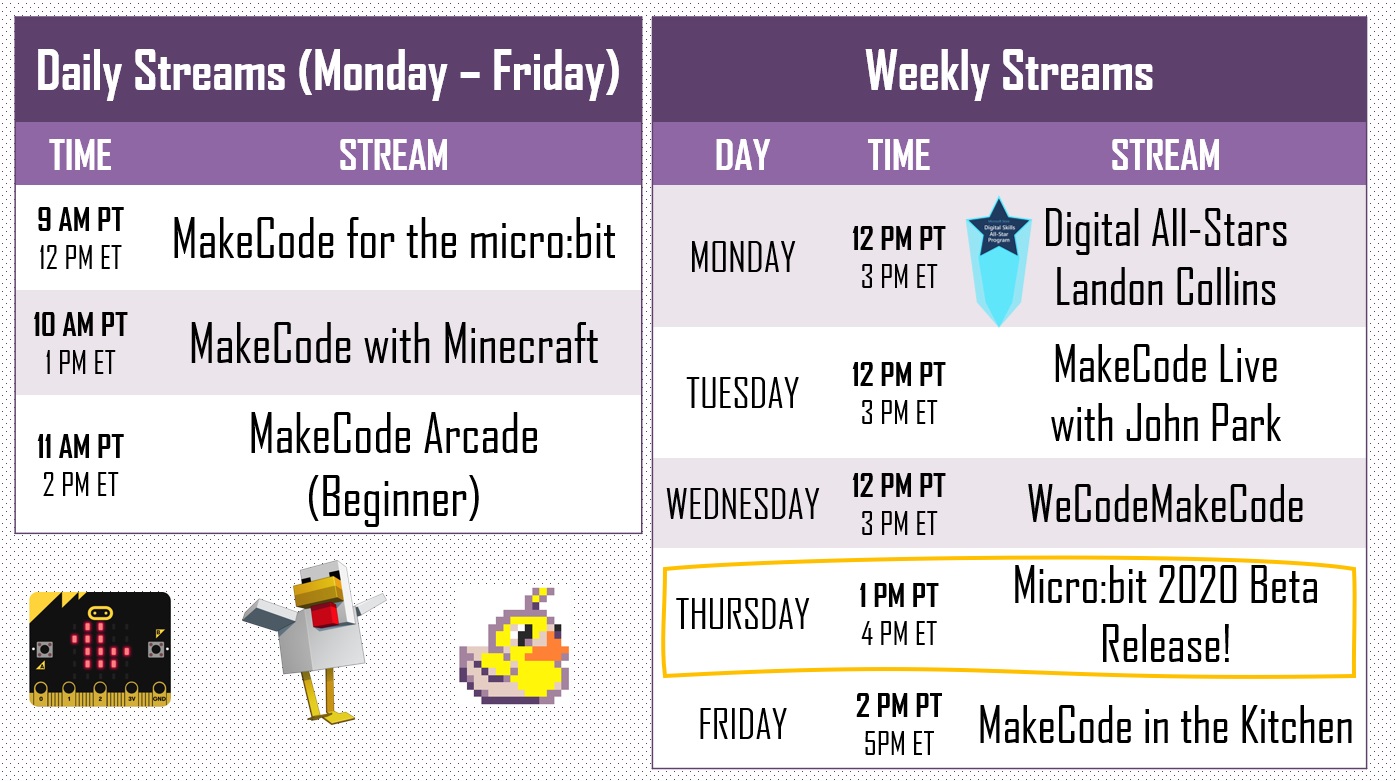 Daily Streams (Monday – Friday)
TIME STREAM
9 AM PT
12 PM ET
MakeCode for the micro:bit
10 AM PT
1 PM ET
MakeCode with Minecraft
11 AM PT
2 PM ET
MakeCode Arcade
(Beginner)
0 1 2 3V GND
Weekly Streams
DAY TIME STREAM
MONDAY
12 PM PT
3 PM ET
Digital Skills
All-Star
Program
Digital All-Stars
Landon Collins
TUESDAY
12 PM PT
3 PM ET
MakeCode Live
with John Park
WEDNESDAY
12 PM PT
3 PM ET
WeCodeMakeCode
THURSDAY
1 PM PT
4 PM ET
Micro:bit 2020 Beta
Release!
FRIDAY
2 PM PT
5PM ET
MakeCode in the Kitchen